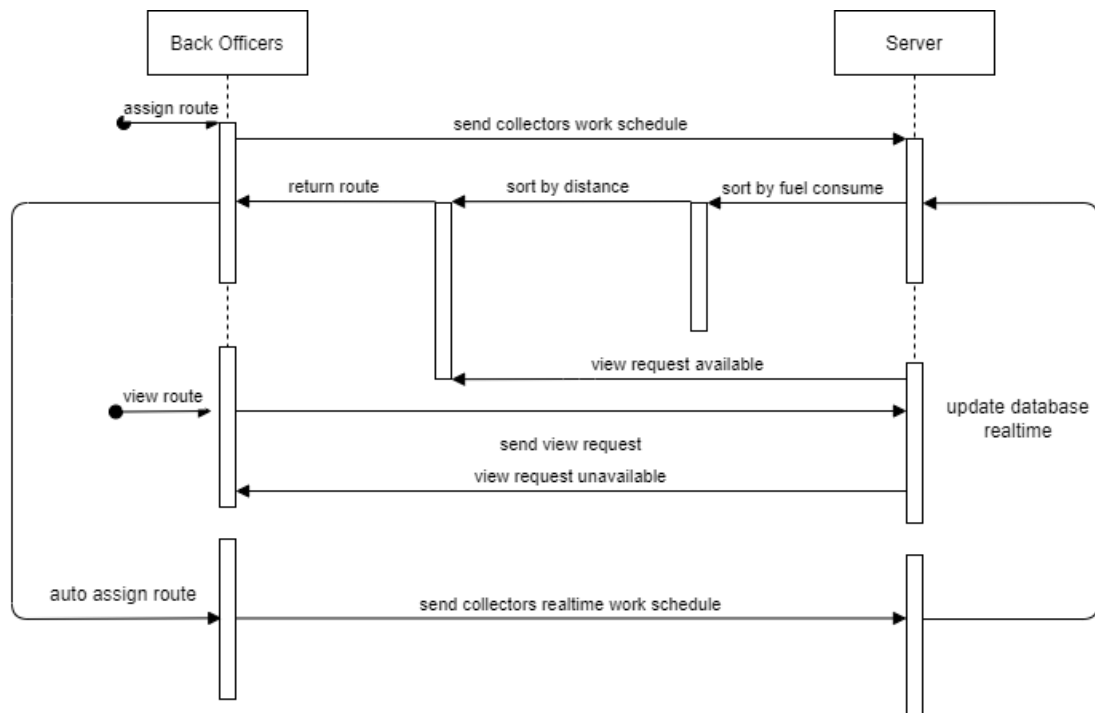 Back Officers
Server
assign route
send collectors work schedule
return route
sort by distance
sort by fuel consume
view request available
view route
update database
realtime
send view request
view request unavailable
auto assign route
send collectors realtime work schedule